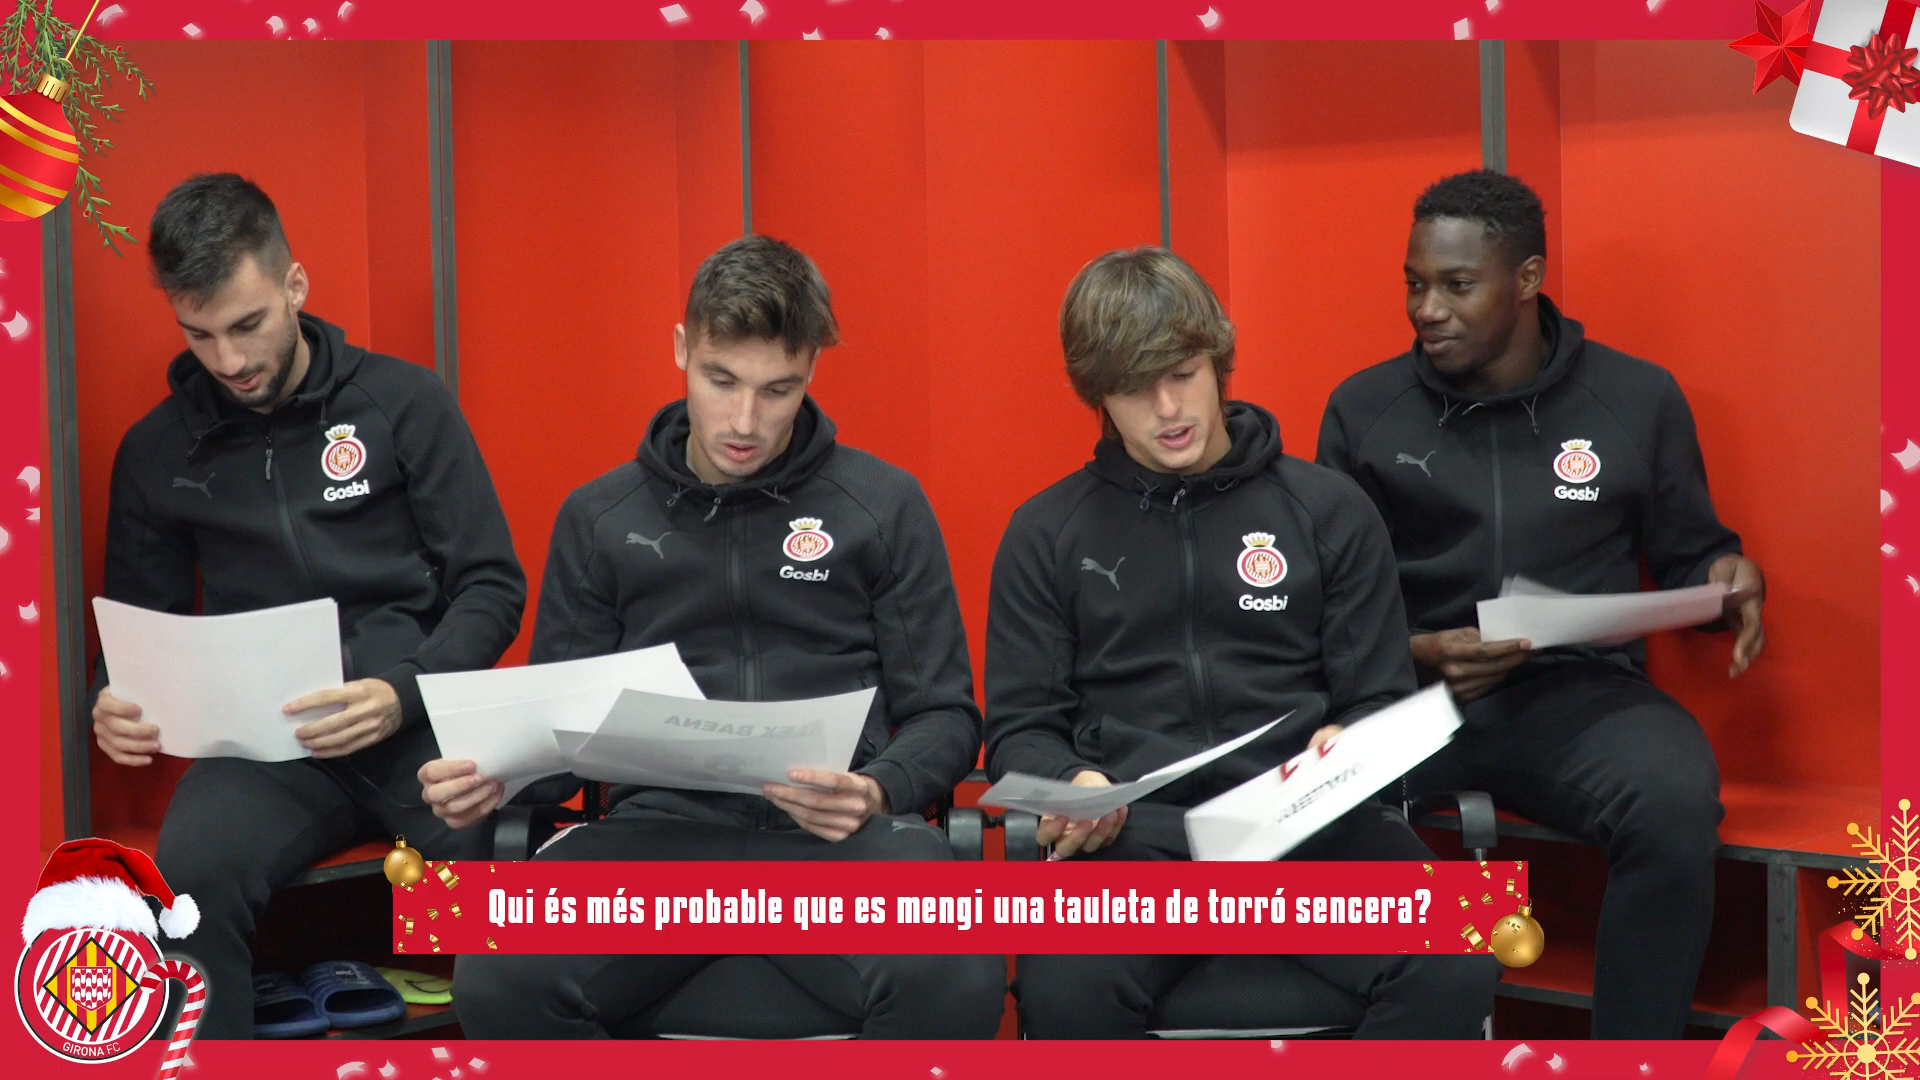 Gosbi
Gosbi
Gosbi
Gosbi
ÀLEX BAENA
Qui és més probable que es mengi una tauleta de torró sencera?
GIRONA FC